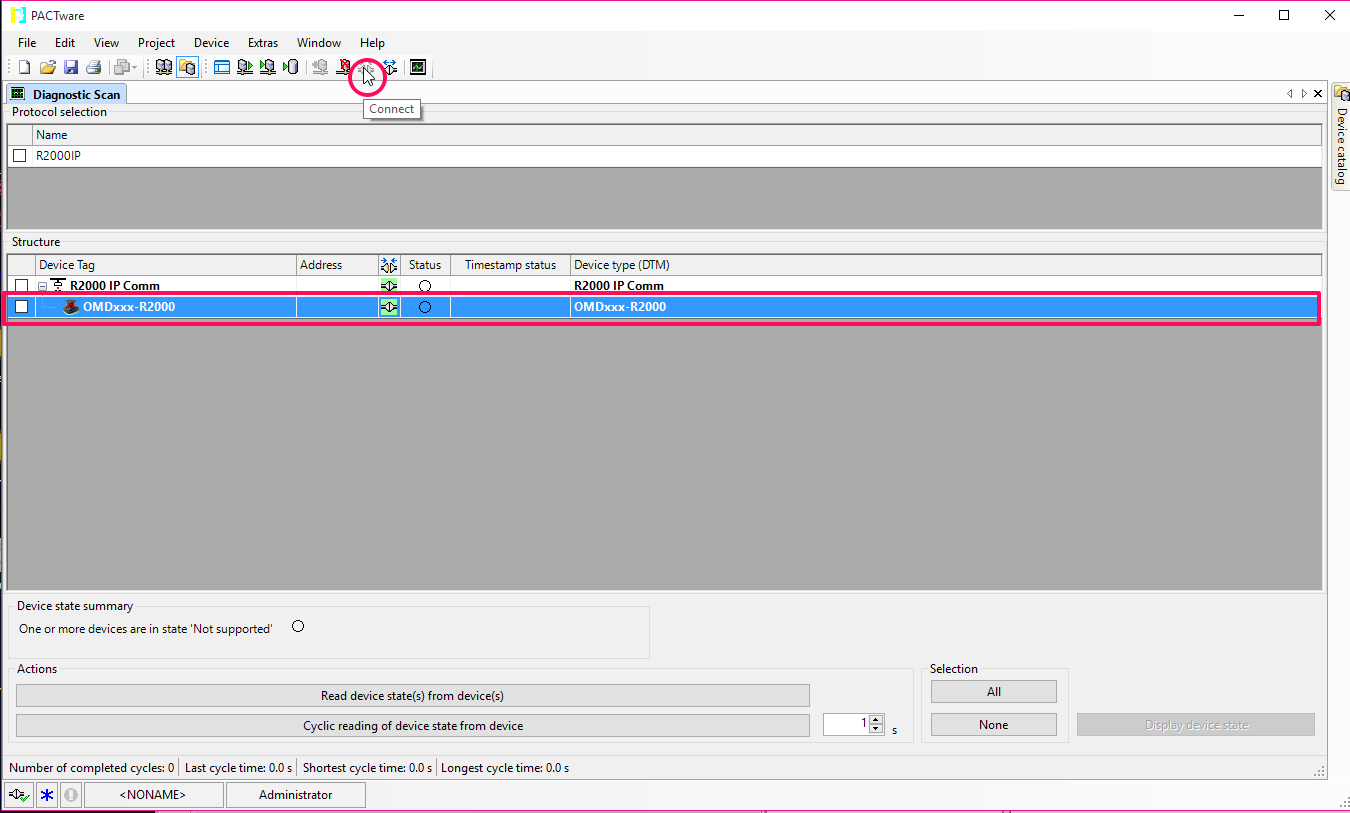 PACTware
File Edit View Project Device Extras Window Help
Connect
Diagnostic Scan
Protocol selection
Name
R2000IP
Device catalog
Structure
Device Tag Address Status Timestamp status Device type (DTM)
R2000 IP Comm R2000 IP Comm
OMDxxx-R2000 OMDxxx-R2000
Device state summary
One or more devices are in state 'Not supported'
Actions Selection
Read device state(s) from device(s) All
Cyclic reading of device state from device 1 s None Display device state
Number of completed cycles: 0 Last cycle time: 0.0 s Shortest cycle time: 0.0 s Longest cycle time: 0.0 s
<NONAME> Administrator